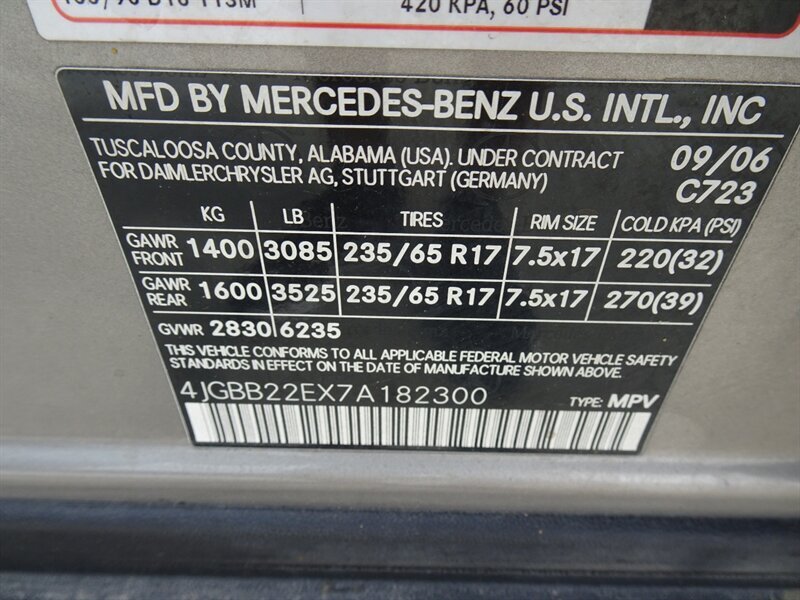 420 KPA, 60 PSI
MFD BY MERCEDES-BENZ U.S. INTL., INC
TUSCALOOSA COUNTY, ALABAMA (USA). UNDER CONTRACT 09/06
FOR DAIMLERCHRYSLER AG, STUTTGART (GERMANY) C723
KG LB TIRES RIM SIZE COLD KPA (PSI)
GAWR FRONT 1400 3085 235/65 R17 7.5x17 220(32)
GAWR REAR 1600 3525 235/65 R17 7.5x17 270(39)
GVWR 2830 6235
THIS VEHICLE CONFORMS TO ALL APPLICABLE FEDERAL MOTOR VEHICLE SAFETY
STANDARDS IN EFFECT ON THE DATE OF MANUFACTURE SHOWN ABOVE.
4JGBB22EX7A182300 TYPE: MPV